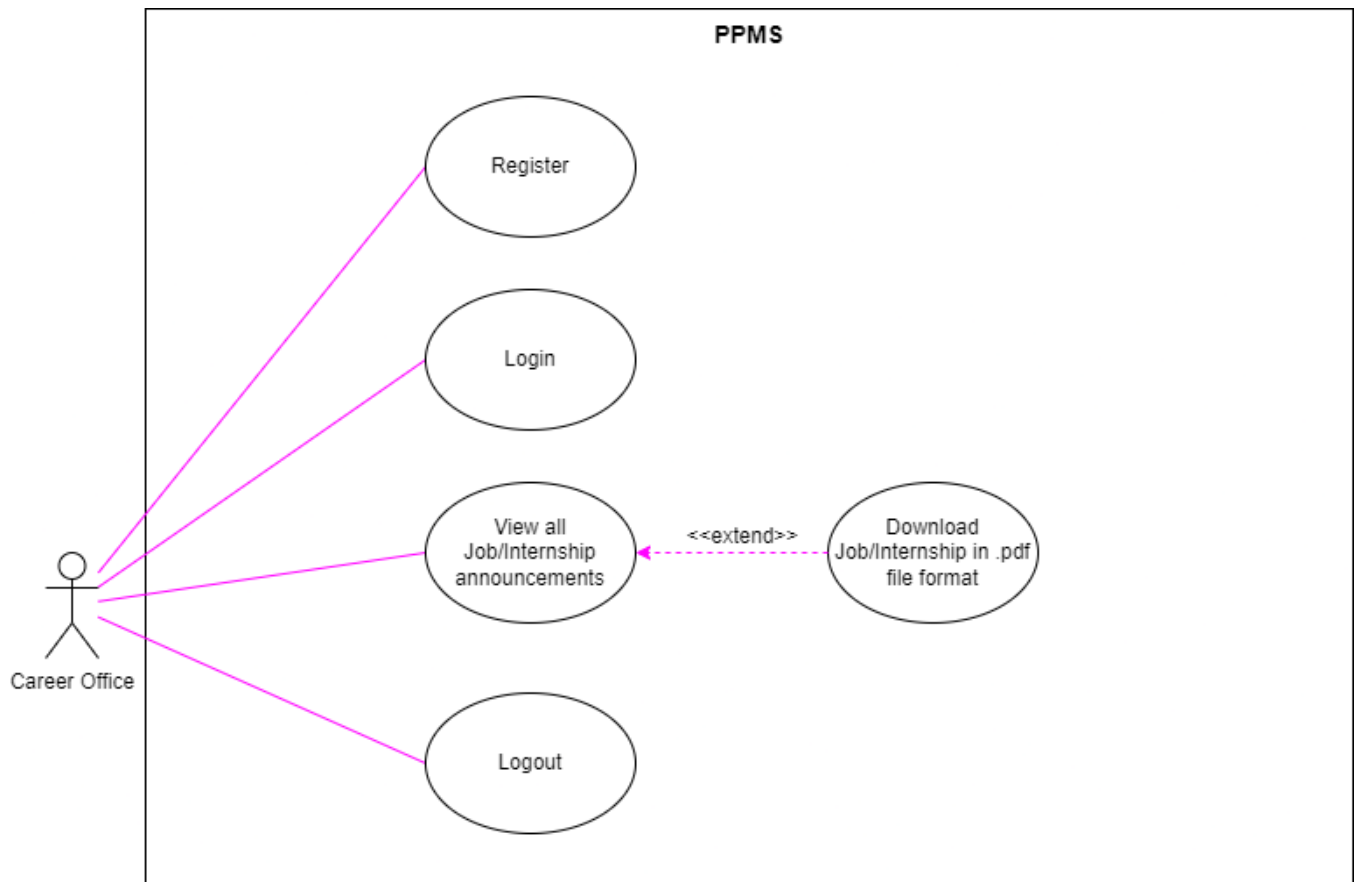 PPMS
Register
Login
View all
Job/Internship
announcements
<<extend>>
Download
Job/Internship in .pdf
file format
Career Office
Logout